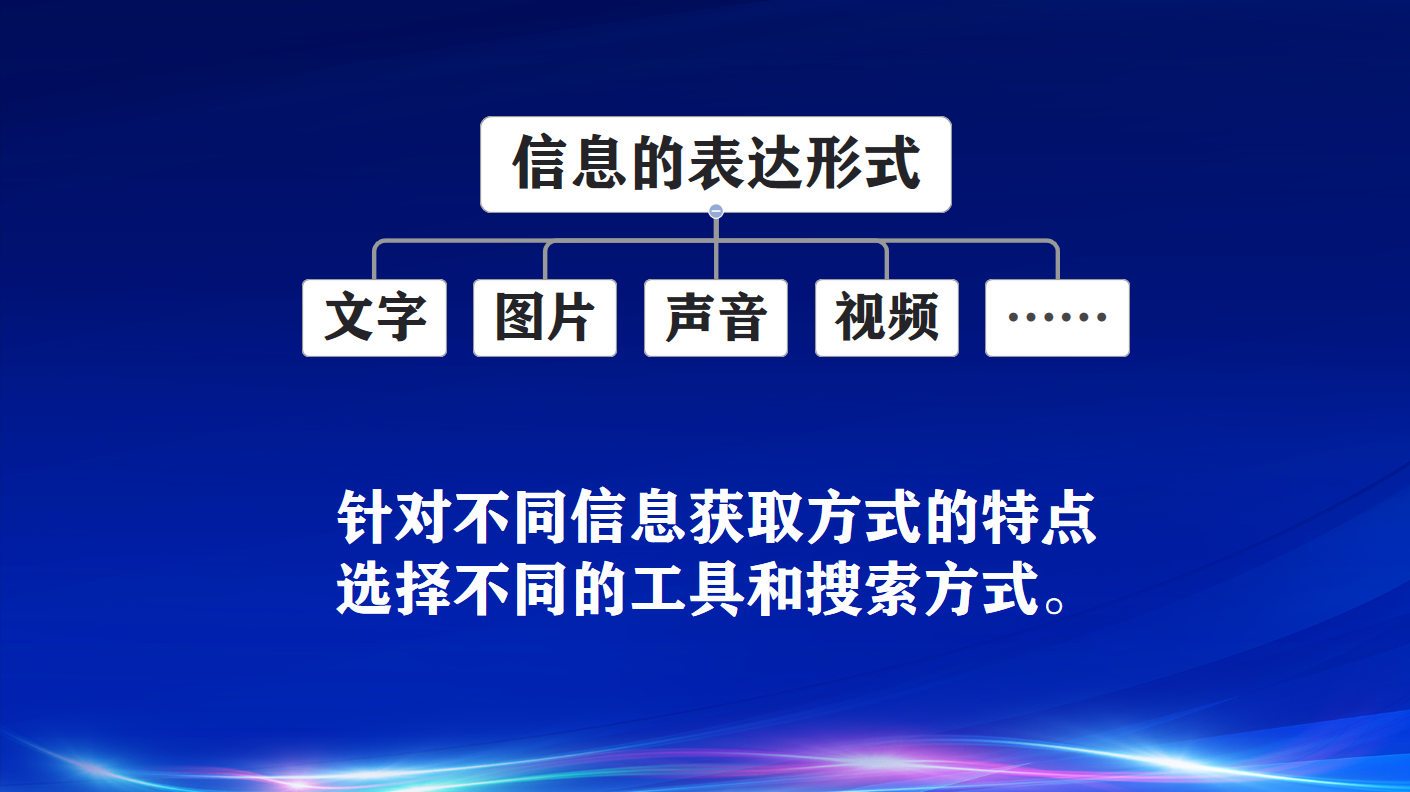 信息的表达形式
文字 图片 声音 视频 ······
针对不同信息获取方式的特点
选择不同的工具和搜索方式。